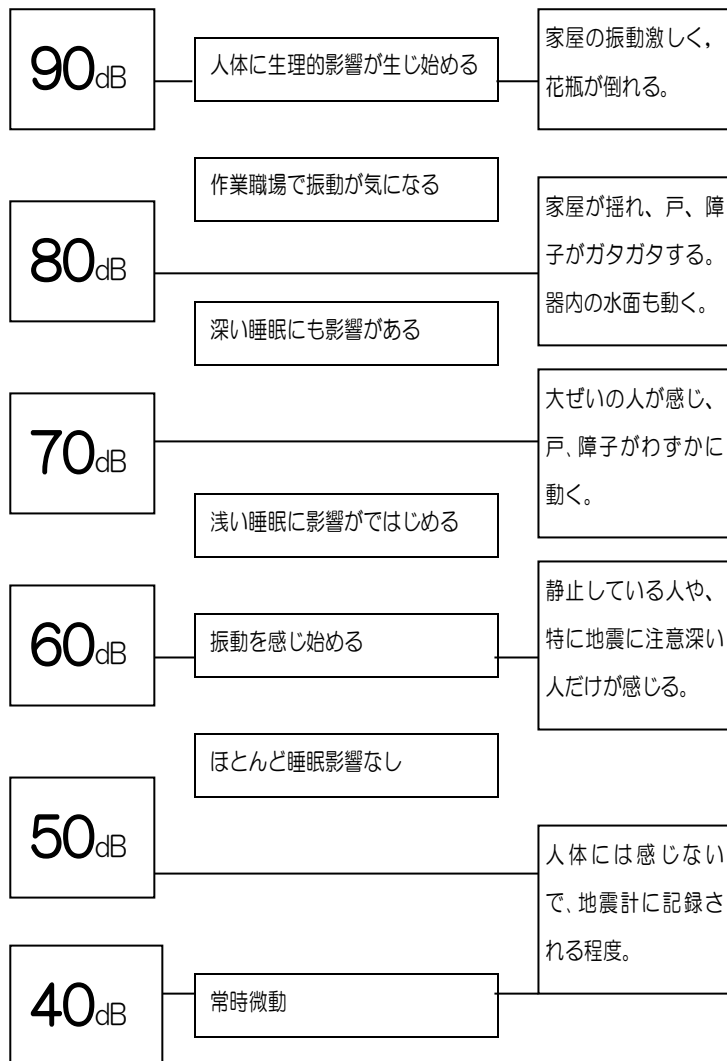 90dB
人体に生理的影響が生じ始める
家屋の振動激しく，
花瓶が倒れる。
作業職場で振動が気になる
80dB
家屋が揺れ、戸、障
子がガタガタする。
器内の水面も動く。
深い睡眠にも影響がある
70dB
大ぜいの人が感じ、
戸、障子がわずかに
動く。
浅い睡眠に影響がではじめる
60dB
振動を感じ始める
静止している人や、
特に地震に注意深い
人だけが感じる。
ほとんど睡眠影響なし
50dB
人体には感じない
で、地震計に記録さ
れる程度。
40dB
常時微動